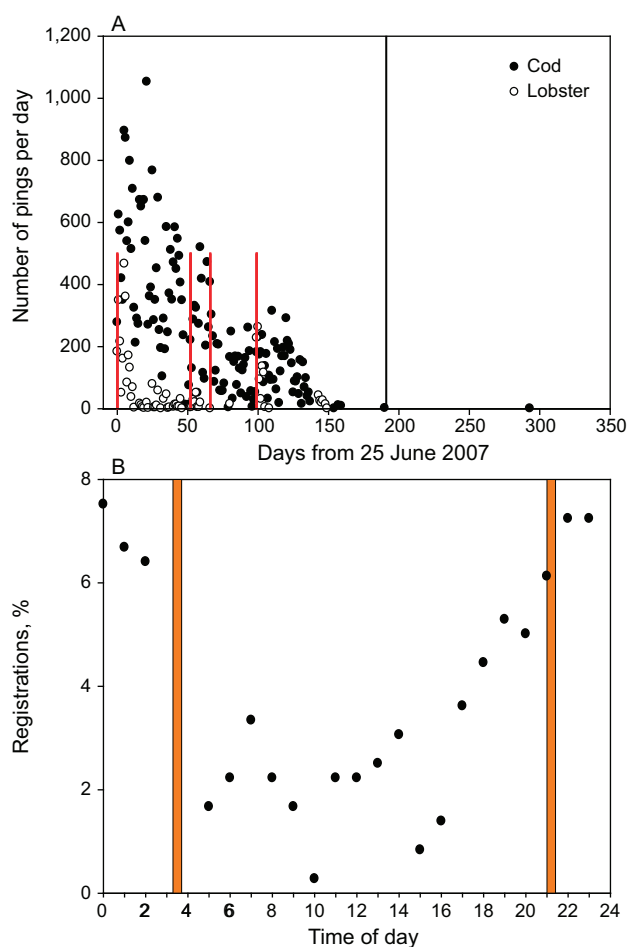 A
1,200
1,000
800
600
400
200
0
Number of pings per day
Cod
Lobster
0 50 100 150 200 250 300 350
Days from 25 June 2007
B
8
6
4
2
0
Registrations, %
0 2 4 6 8 10 12 14 16 18 20 22 24
Time of day